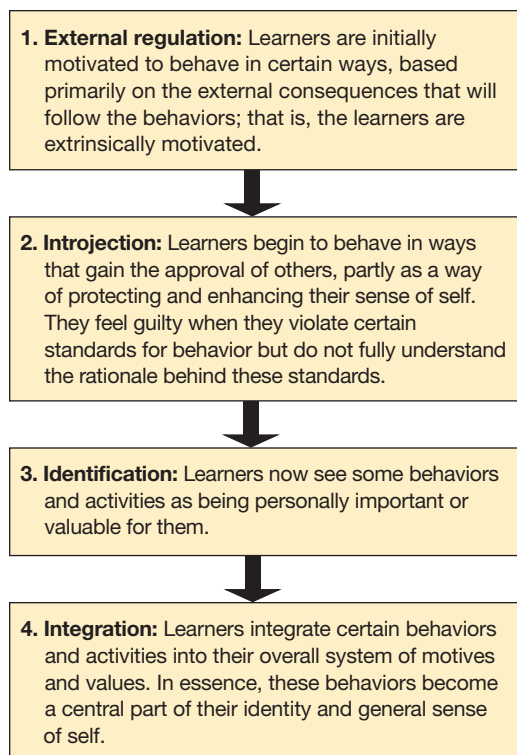 1. External regulation: Learners are initially
motivated to behave in certain ways, based
primarily on the external consequences that will
follow the behaviors; that is, the learners are
extrinsically motivated.
2. Introjection: Learners begin to behave in ways
that gain the approval of others, partly as a way
of protecting and enhancing their sense of self.
They feel guilty when they violate certain
standards for behavior but do not fully understand
the rationale behind these standards.
3. Identification: Learners now see some behaviors
and activities as being personally important or
valuable for them.
4. Integration: Learners integrate certain behaviors
and activities into their overall system of motives
and values. In essence, these behaviors become
a central part of their identity and general sense
of self.